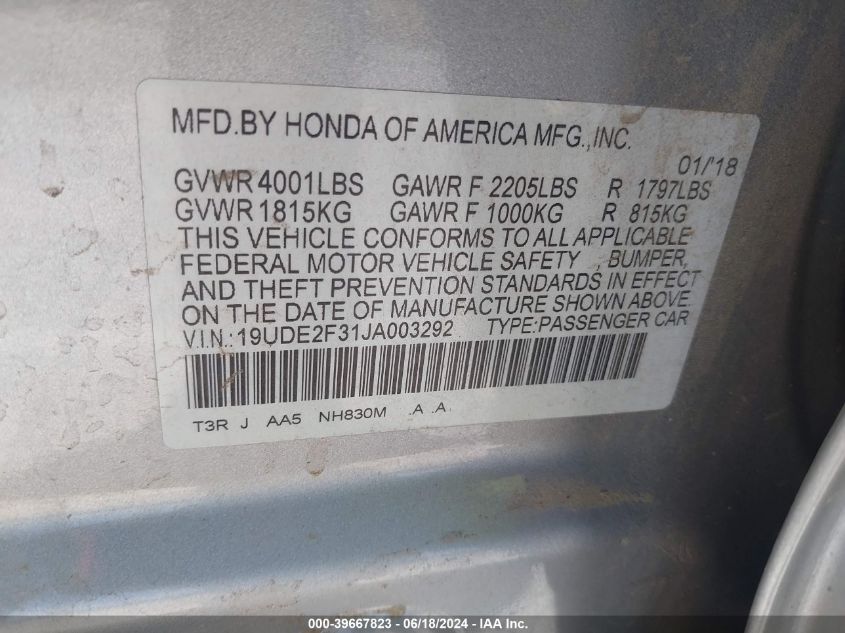 MFD.BY HONDA OF AMERICA MFG.,INC.
01/'18
GVWR 4001LBS GAWR F 2205LBS R 1797LBS
GVWR 1815KG GAWR F 1000KG R 815KG
THIS VEHICLE CONFORMS TO ALL APPLICABLE
FEDERAL MOTOR VEHICLE SAFETY , BUMPER,
AND THEFT PREVENTION STANDARDS IN EFFECT
ON THE DATE OF MANUFACTURE SHOWN ABOVE.
V.I.N.:19UDE2F31JA003292 TYPE:PASSENGER CAR
T3R J AA5 NH830M .A .A.
000-39667823 - 06/18/2024 - IAA Holdings, LLC.